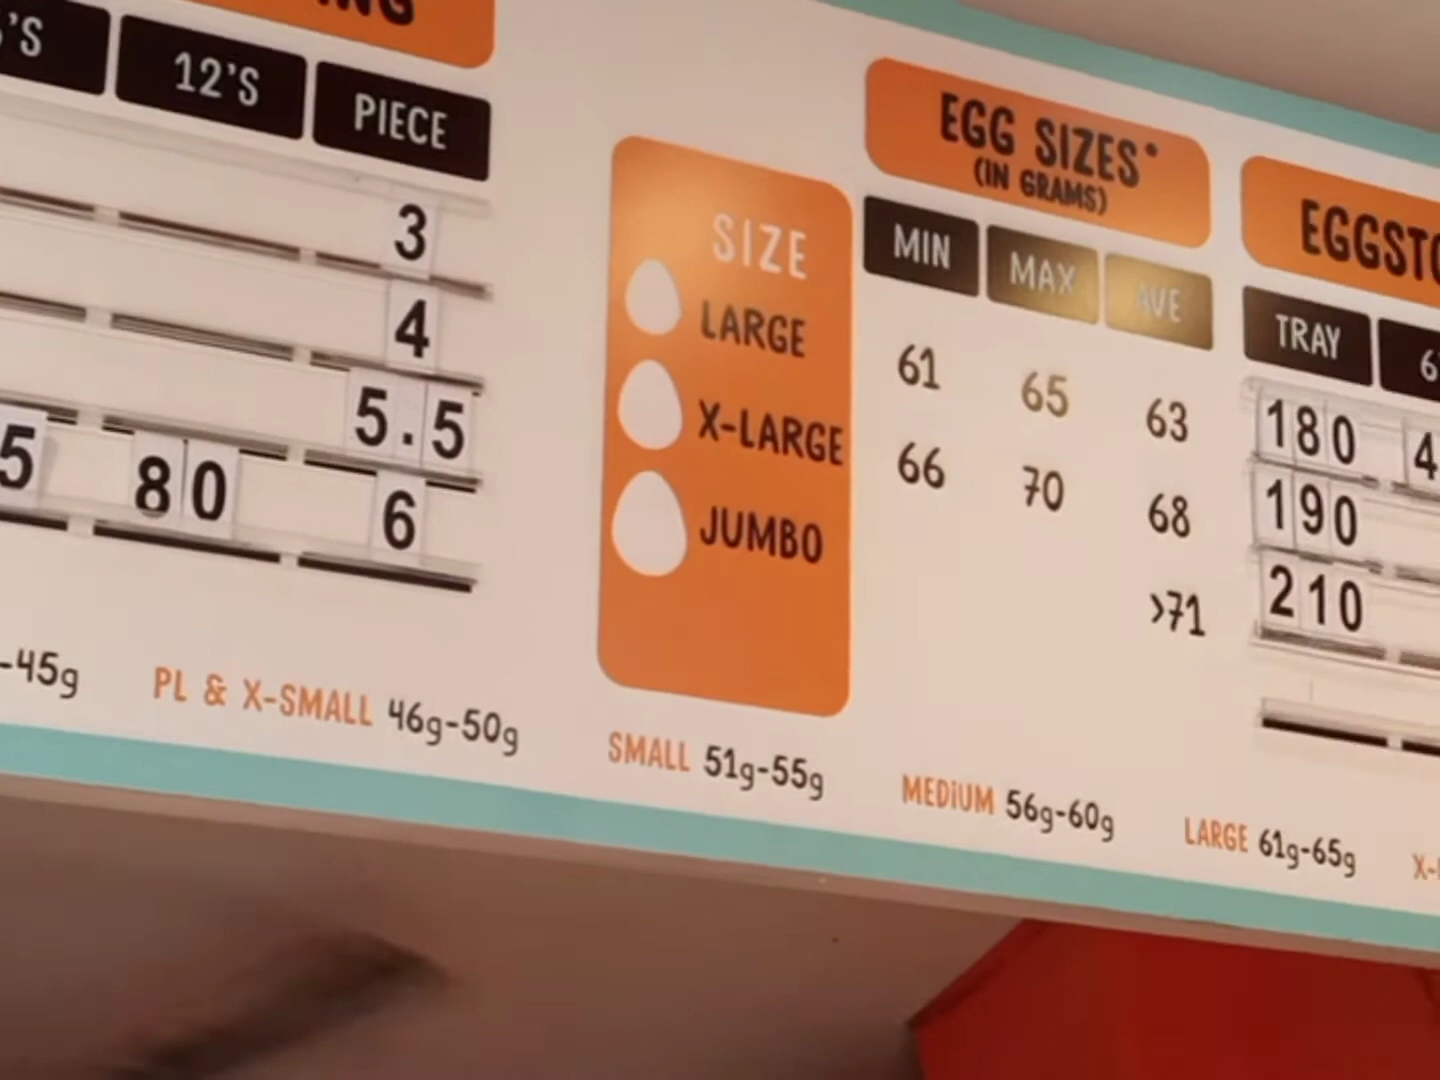 12'S PIECE
3
4
5.5
5 80 6
SIZE
LARGE
X-LARGE
JUMBO
EGG SIZES*
(IN GRAMS)
MIN MAX AVE
61 65 63
66 70 68
>71
TRAY
180 4
190
210
-45g PL & X-SMALL 46g-50g SMALL 51g-55g MEDiUM 56g-60g LARGE 61g-65g